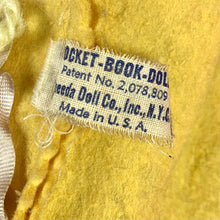 OCKET-BOOK-DOL
Patent No. 2,078,809
eeda Doll Co., Inc., N.Y.C
Made in U.S.A.